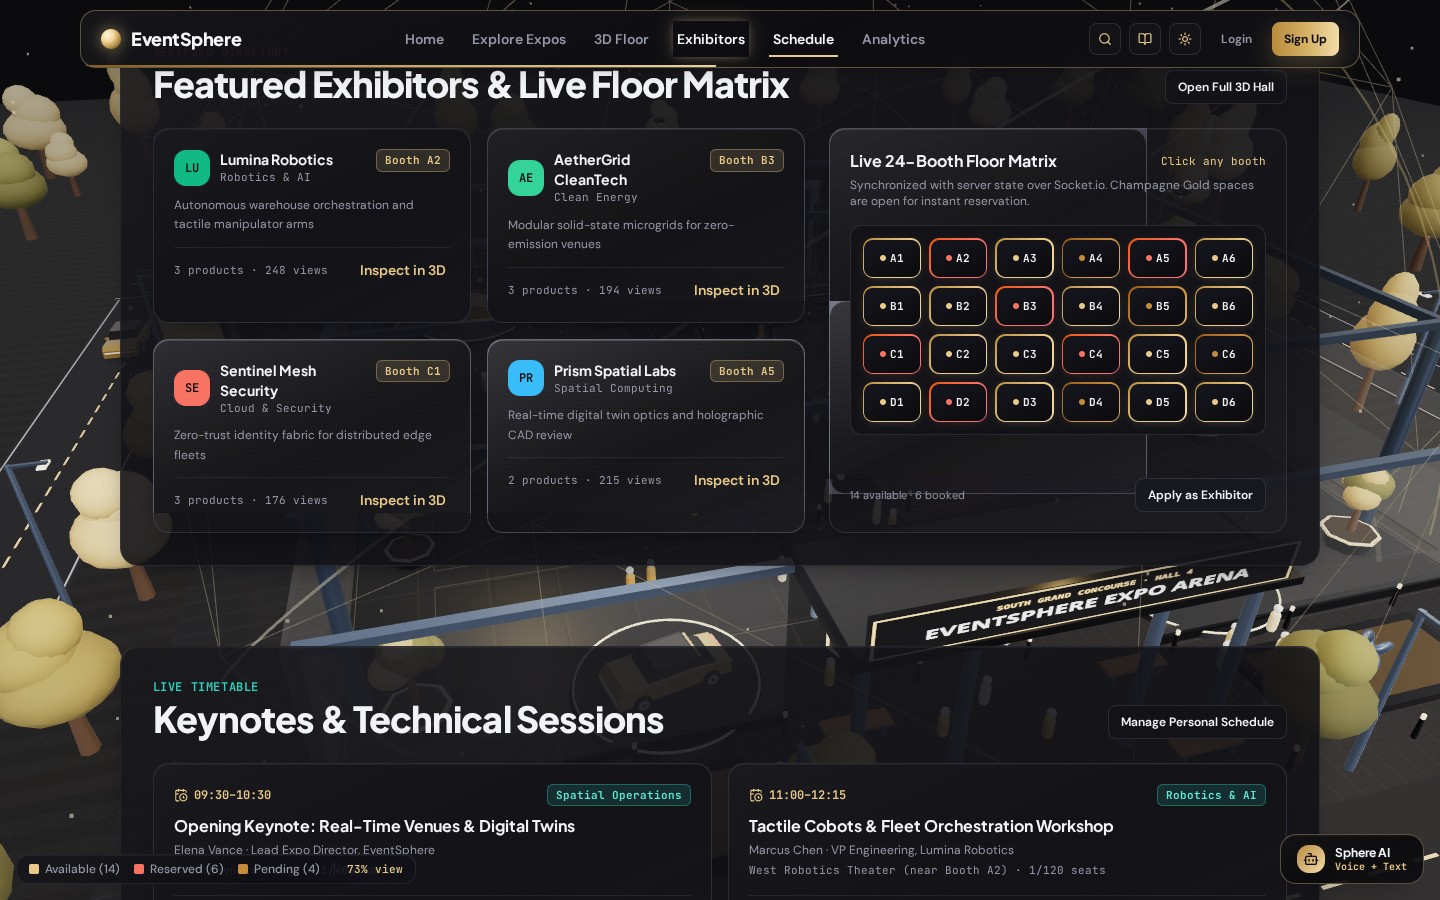 EventSphere
Home
Explore Expos
3D Floor
Exhibitors
Schedule
Analytics
Login
Sign Up
Featured Exhibitors & Live Floor Matrix
Open Full 3D Hall
LU
Lumina Robotics
Robotics & AI
Booth A2
Autonomous warehouse orchestration and
tactile manipulator arms
3 products · 248 views
Inspect in 3D
AE
AetherGrid
CleanTech
Clean Energy
Booth B3
Modular solid-state microgrids for zero-
emission venues
3 products · 194 views
Inspect in 3D
SE
Sentinel Mesh
Security
Cloud & Security
Booth C1
Zero-trust identity fabric for distributed edge
fleets
3 products · 176 views
Inspect in 3D
PR
Prism Spatial Labs
Spatial Computing
Booth A5
Real-time digital twin optics and holographic
CAD review
2 products · 215 views
Inspect in 3D
Live 24-Booth Floor Matrix
Click any booth
Synchronized with server state over Socket.io. Champagne Gold spaces
are open for instant reservation.
A1 A2 A3 A4 A5 A6
B1 B2 B3 B4 B5 B6
C1 C2 C3 C4 C5 C6
D1 D2 D3 D4 D5 D6
14 available · 6 booked
Apply as Exhibitor
SOUTH GRAND CONCOURSE · HALL 4
EVENTSPHERE EXPO ARENA
LIVE TIMETABLE
Keynotes & Technical Sessions
Manage Personal Schedule
09:30–10:30
Spatial Operations
Opening Keynote: Real-Time Venues & Digital Twins
Elena Vance · Lead Expo Director, EventSphere
11:00–12:15
Robotics & AI
Tactile Cobots & Fleet Orchestration Workshop
Marcus Chen · VP Engineering, Lumina Robotics
West Robotics Theater (near Booth A2) · 1/120 seats
Available (14)
Reserved (6)
Pending (4)
73% view
Sphere AI
Voice + Text